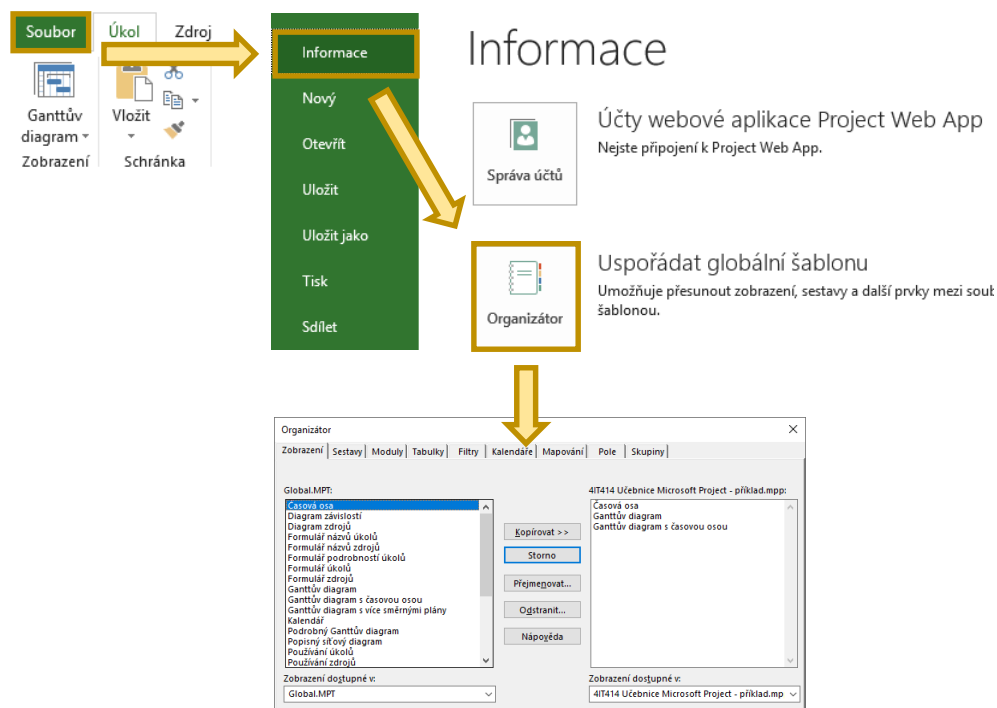 Soubor
Úkol
Zdroj
Ganttův
diagram
Zobrazení
Vložit
Schránka
Informace
Nový
Otevřít
Uložit
Uložit jako
Tisk
Sdílet
Informace
Správa účtů
Účty webové aplikace Project Web App
Nejste připojení k Project Web App.
Organizátor
Uspořádat globální šablonu
Umožňuje přesunout zobrazení, sestavy a další prvky mezi soub
šablonou.
Organizátor
Zobrazení Sestavy Moduly Tabulky Filtry Kalendáře Mapování Pole Skupiny
Global.MPT:
Časová osa
Diagram závislostí
Diagram zdrojů
Formulář názvů úkolů
Formulář názvů zdrojů
Formulář podrobností úkolů
Formulář úkolů
Formulář zdrojů
Ganttův diagram
Ganttův diagram s časovou osou
Ganttův diagram s více směrnými plány
Kalendář
Podrobný Ganttův diagram
Popisný síťový diagram
Používání úkolů
Používání zdrojů
Zobrazení dostupné v:
Global.MPT
Kopírovat >>
Storno
Přejmenovat...
Odstranit...
Nápověda
4IT414 Učebnice Microsoft Project - příklad.mpp:
Časová osa
Ganttův diagram
Ganttův diagram s časovou osou
Zobrazení dostupné v:
4IT414 Učebnice Microsoft Project - příklad.mp